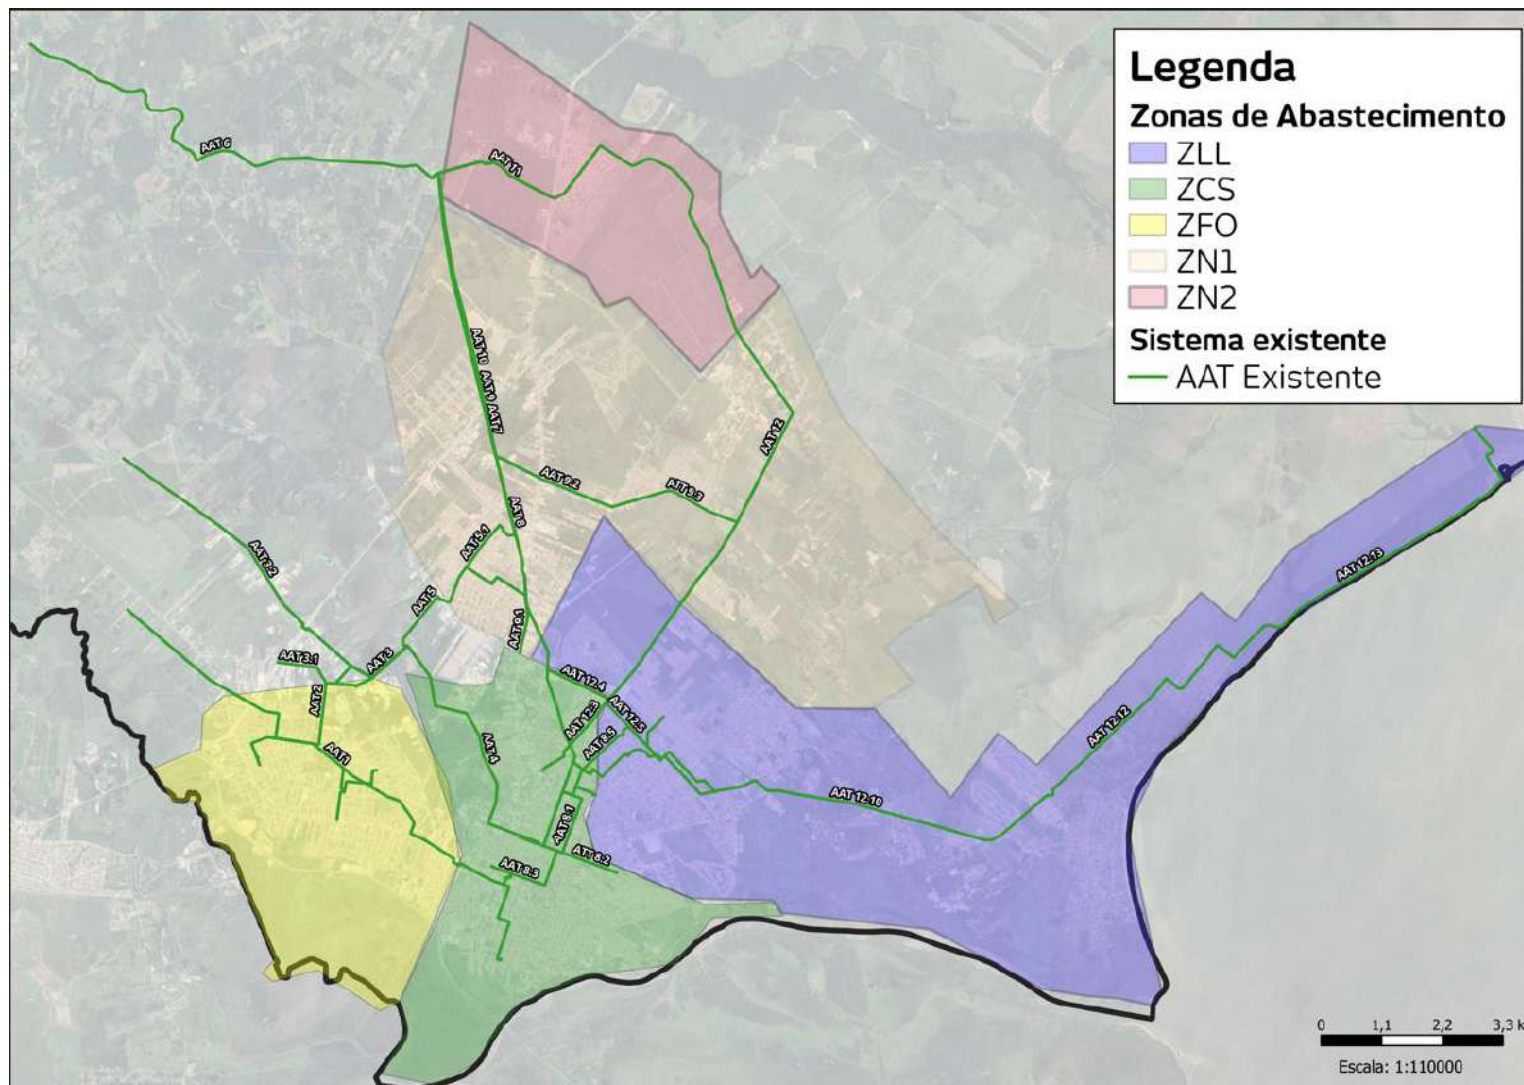 Legenda
Zonas de Abastecimento
ZLL
ZCS
ZFO
ZN1
ZN2
Sistema existente
AAT Existente
AAT 6
AAT 7.1
AAT 10
AAT 9
AAT 7
AAT 12
AAT 9.2
ATT 9.3
AAT 8
AAT 5.1
AAT 3.2
AAT 5
AAT 9.1
AAT 12.13
AAT 3.1
AAT 3
AAT 2
AAT 12.4
AAT 12.3
AAT 12.5
AAT 8.5
AAT 12.12
AAT 4
AAT 1
AAT 12.10
AAT 8.1
ATT 8.2
AAT 8.3
0 1,1 2,2 3,3 k
Escala: 1:110000